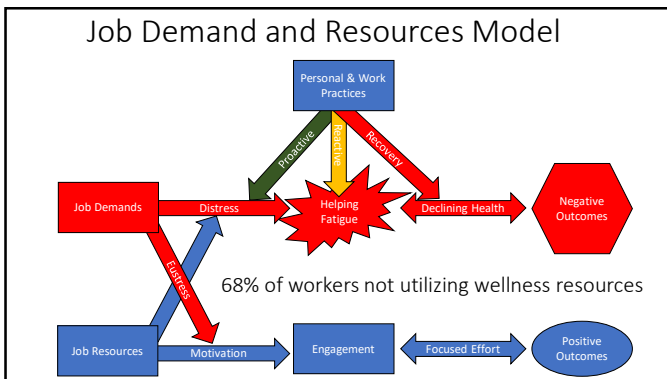 Job Demand and Resources Model
Personal & Work
Practices
Proactive
Reactive
Recovery
Job Demands
Distress
Helping
Fatigue
Declining Health
Negative
Outcomes
Eustress
68% of workers not utilizing wellness resources
Job Resources
Motivation
Engagement
Focused Effort
Positive
Outcomes